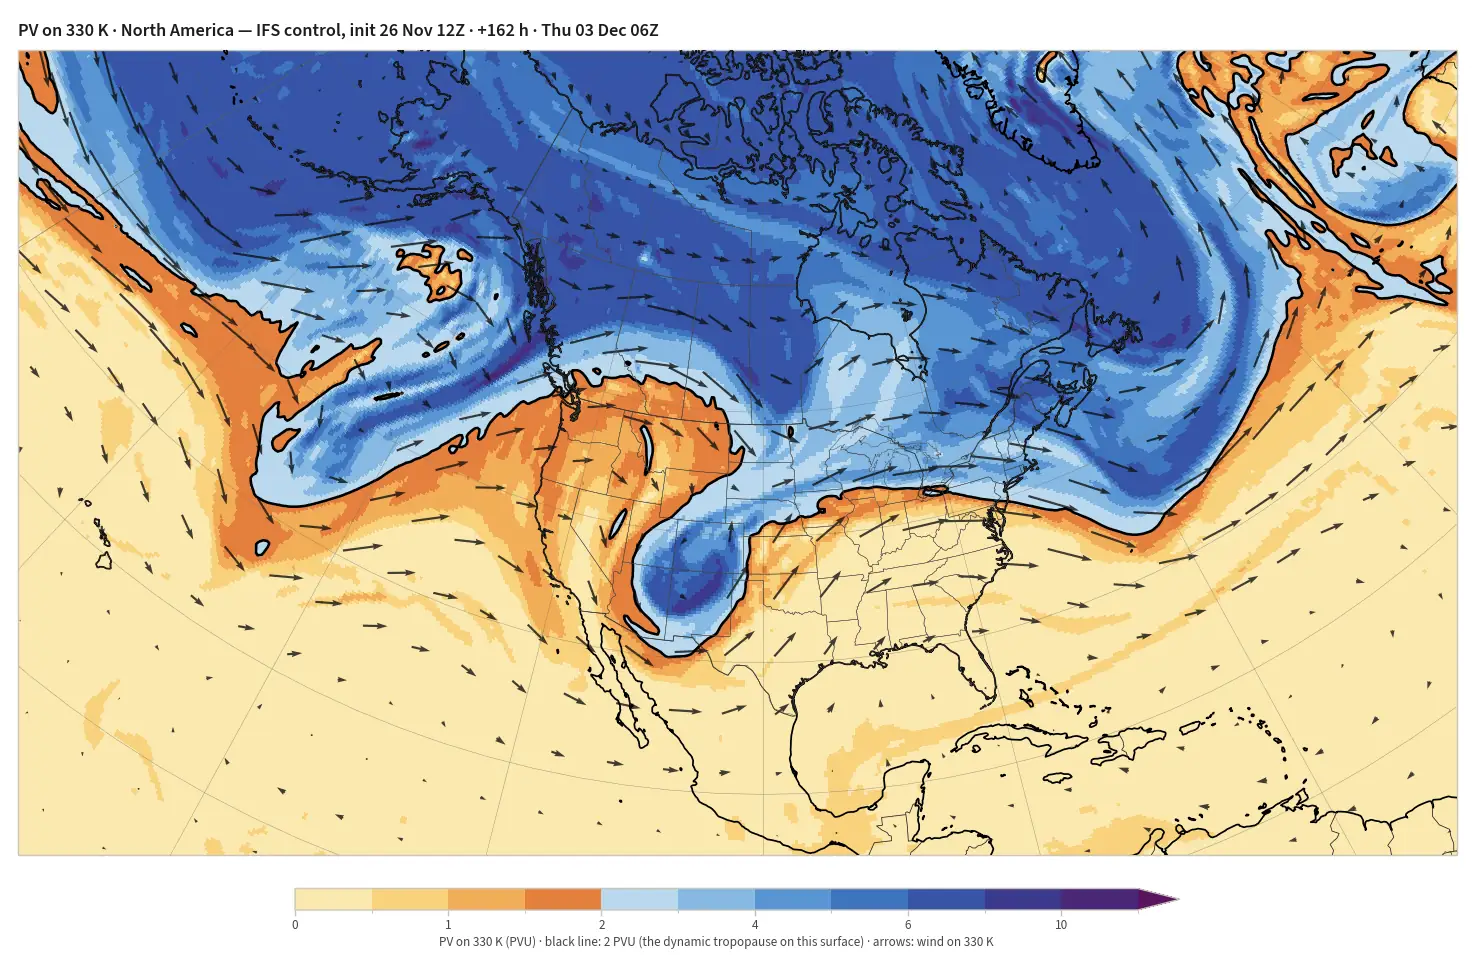 PV on 330 K · North America — IFS control, init 26 Nov 12Z · +162 h · Thu 03 Dec 06Z
0 1 2 4 6 10
PV on 330 K (PVU) · black line: 2 PVU (the dynamic tropopause on this surface) · arrows: wind on 330 K